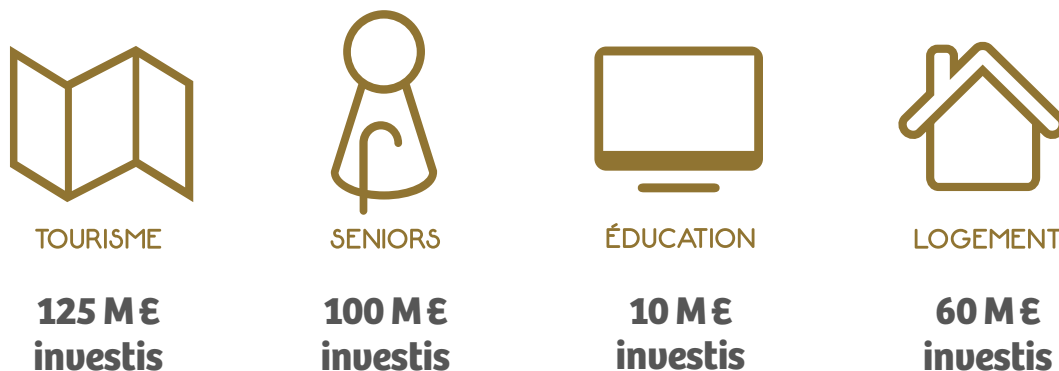 TOURISME
125 M€
investis
SENIORS
100 M€
investis
ÉDUCATION
10 M€
investis
LOGEMENT
60 M€
investis